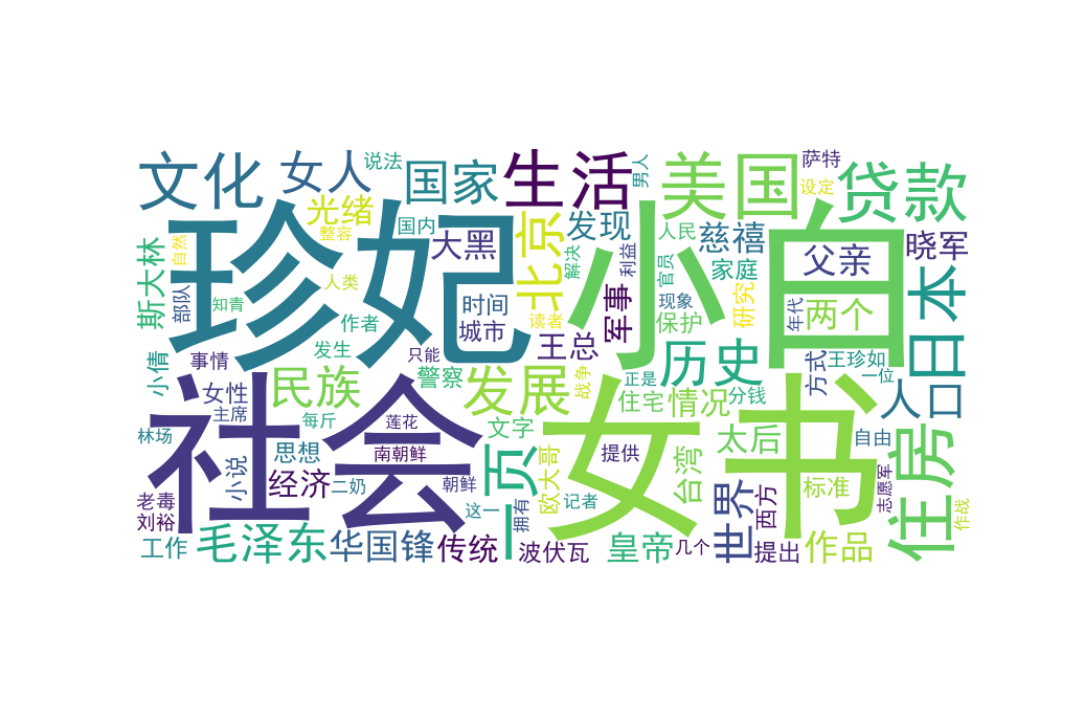 文化
女人
说法
国家
生活
男人
美国
萨特
设定
贷款
光绪
国内
整容
大黑
北京
发现
人民
慈禧
父亲
晓军
斯大林
自然
部队
知青
人类
珍妃
时间
城市
小白
解决
利益
官员
家庭
军事
现象
保护
研究
年代
两个
日本
作者
读者
王总
历史
发生
只能
小倩
事情
女性
民族
警察
发展
战争
正是
住宅
情况
分钱
方式
王珍如
一位
人口
主席
每斤
莲花
社会
文字
女书
太后
自由
住房
林场
思想
小说
南朝鲜
一页
提供
台湾
经济
二奶
朝鲜
欧大哥
标准
志愿军
老毒
刘裕
这一
拥有
记者
世界
西方
作战
工作
毛泽东
华国锋
传统
波伏瓦
皇帝
几个
提出
作品